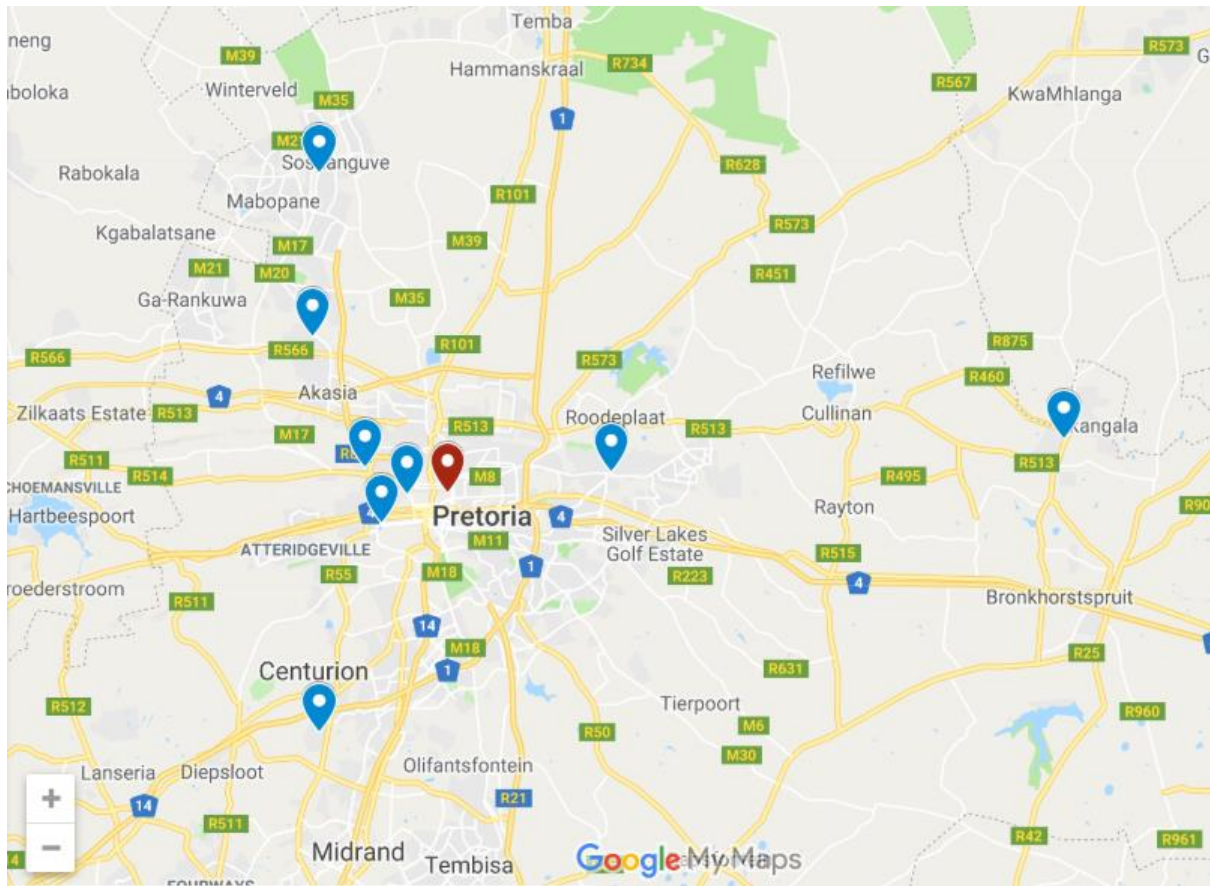 Temba
neng
M39
R573
Hammanskraal
R734
R567
Winterveld
KwaMhlanga
boloka
M35
1
M21
Rabokala
R628
Mabopane
R101
Kgabalatsane
R573
M17
M39
M21
M20
R451
Ga-Rankuwa
M35
R875
R566
R566
R101
R573
Refilwe
R460
Akasia
4
Zilkaats Estate
R513
Roodeplaat
Cullinan
R513
R513
M17
R513
R511
R514
M8
R495
CHOEMANSVILLE
Hartbeespoort
Pretoria
4
4
Rayton
Silver Lakes
Golf Estate
ATTERIDGEVILLE
M11
R515
R55
M18
1
R223
4
Bronkhorstspruit
R511
14
M18
R25
Centurion
1
R631
R512
Tierpoort
R50
M6
R960
M30
Lanseria
Diepsloot
Olifantsfontein
+
14
R21
R511
R42
R961
−
Midrand
Tembisa
Google My Maps